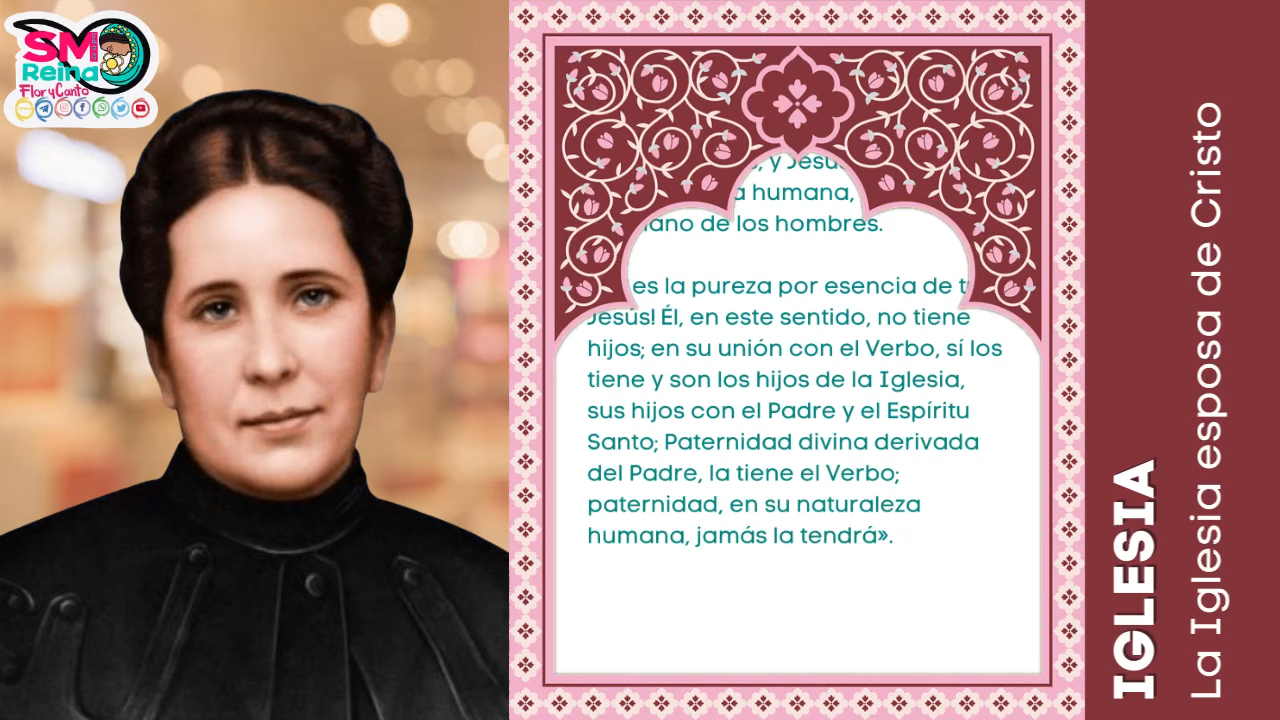 SM
Reina
Flor y Canto
y Jesú
humana,
de los hombres.
es la pureza por esencia de
Jesús! Él, en este sentido, no tiene
hijos; en su unión con el Verbo, sí los
tiene y son los hijos de la Iglesia,
sus hijos con el Padre y el Espíritu
Santo; Paternidad divina derivada
del Padre, la tiene el Verbo;
paternidad, en su naturaleza
humana, jamás la tendrá».
IGLESIA
La Iglesia esposa de Cristo